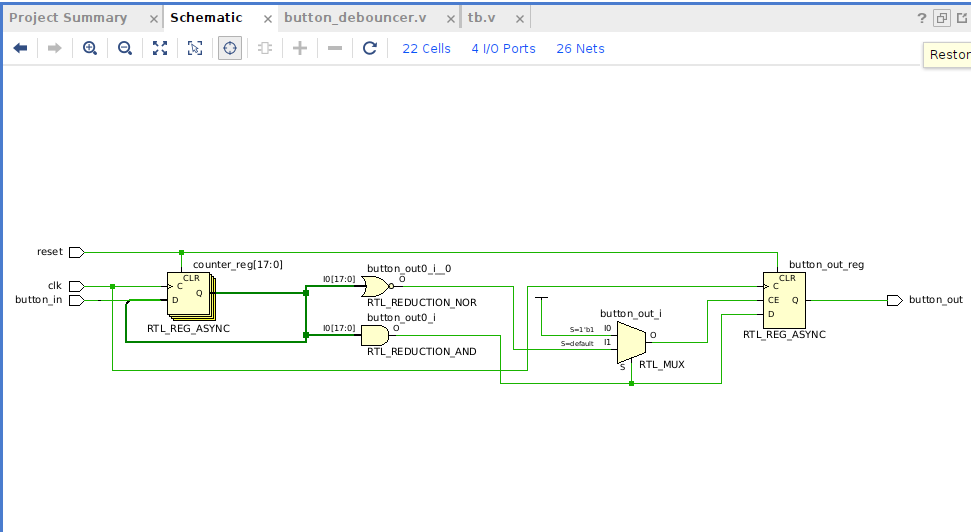 Project Summary × Schematic × button_debouncer.v × tb.v × ?
22 Cells 4 I/O Ports 26 Nets
Restor
reset
counter_reg[17:0]
button_out0_i__0
button_out_reg
CLR
I0[17:0]
O
CLR
clk
C
C
button_in
D
Q
CE
Q
button_out
RTL_REDUCTION_NOR
D
button_out0_i
button_out_i
RTL_REG_ASYNC
I0[17:0]
O
S=1'b1
I0
O
RTL_REG_ASYNC
S=default
I1
RTL_REDUCTION_AND
S
RTL_MUX